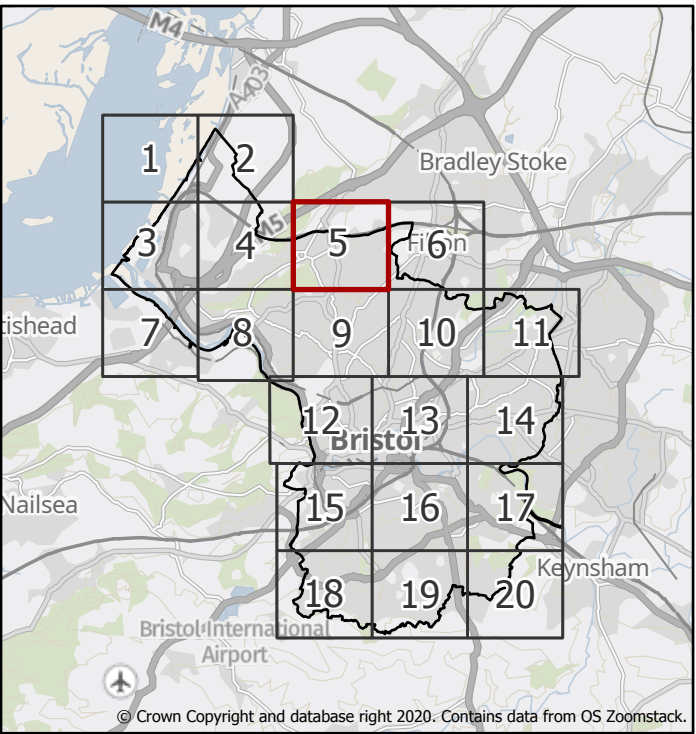 M4
A403
1
2
Bradley Stoke
M5
3
4
5
6
Filton
tishead
7
8
9
10
11
12
13
14
Bristol
Nailsea
15
16
17
Keynsham
18
19
20
Bristol International
Airport
© Crown Copyright and database right 2020. Contains data from OS Zoomstack.